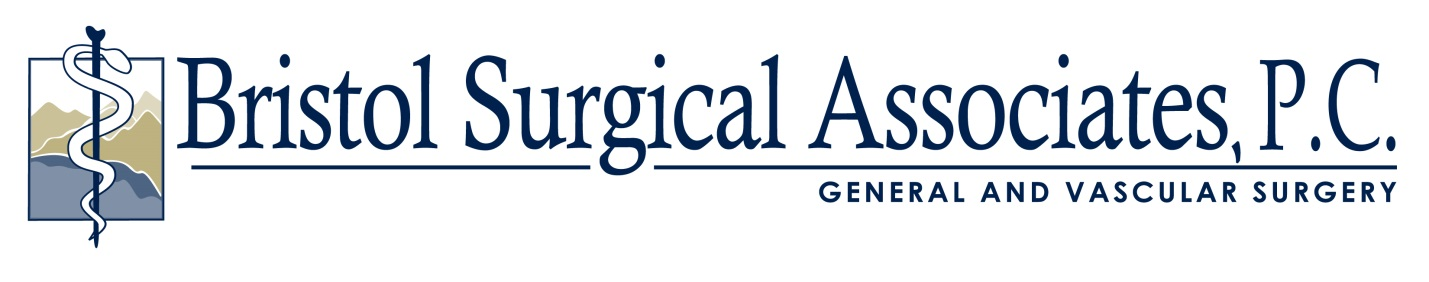 Bristol Surgical Associates, P.C.
GENERAL AND VASCULAR SURGERY